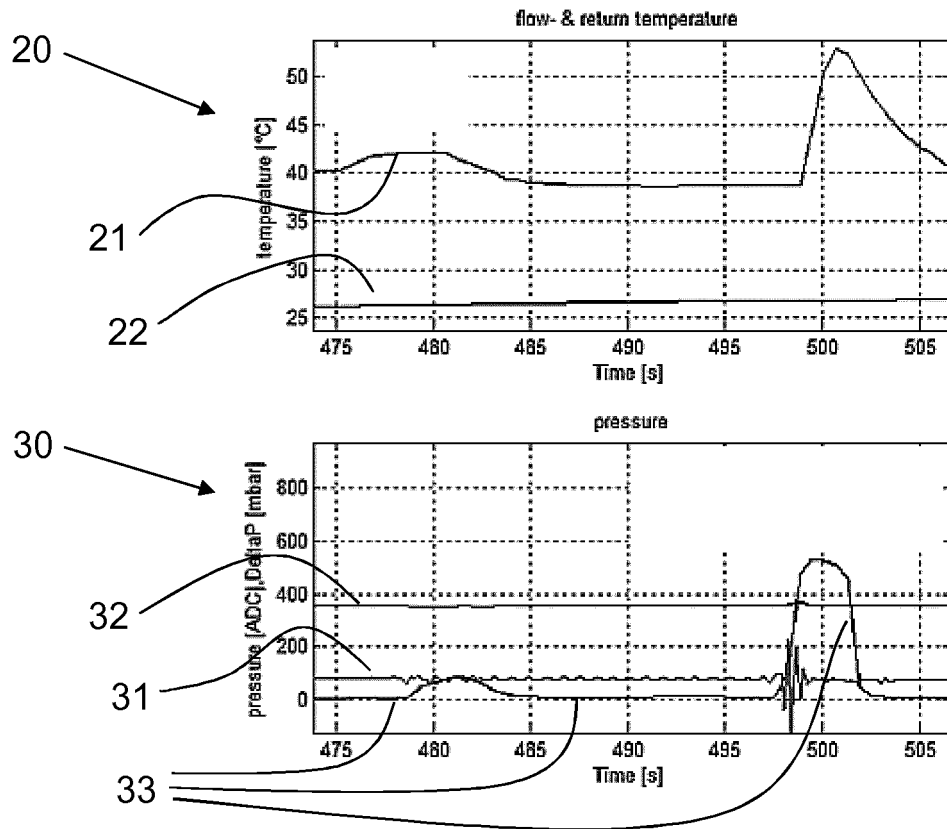 flow- & return temperature
20
temperature [°C]
50
45
40
35
30
25
21
22
475 480 485 490 495 500 505
Time [s]
pressure
30
pressure [ADC],DeltaP [mbar]
800
600
400
200
0
32
31
475 480 485 490 495 500 505
Time [s]
33